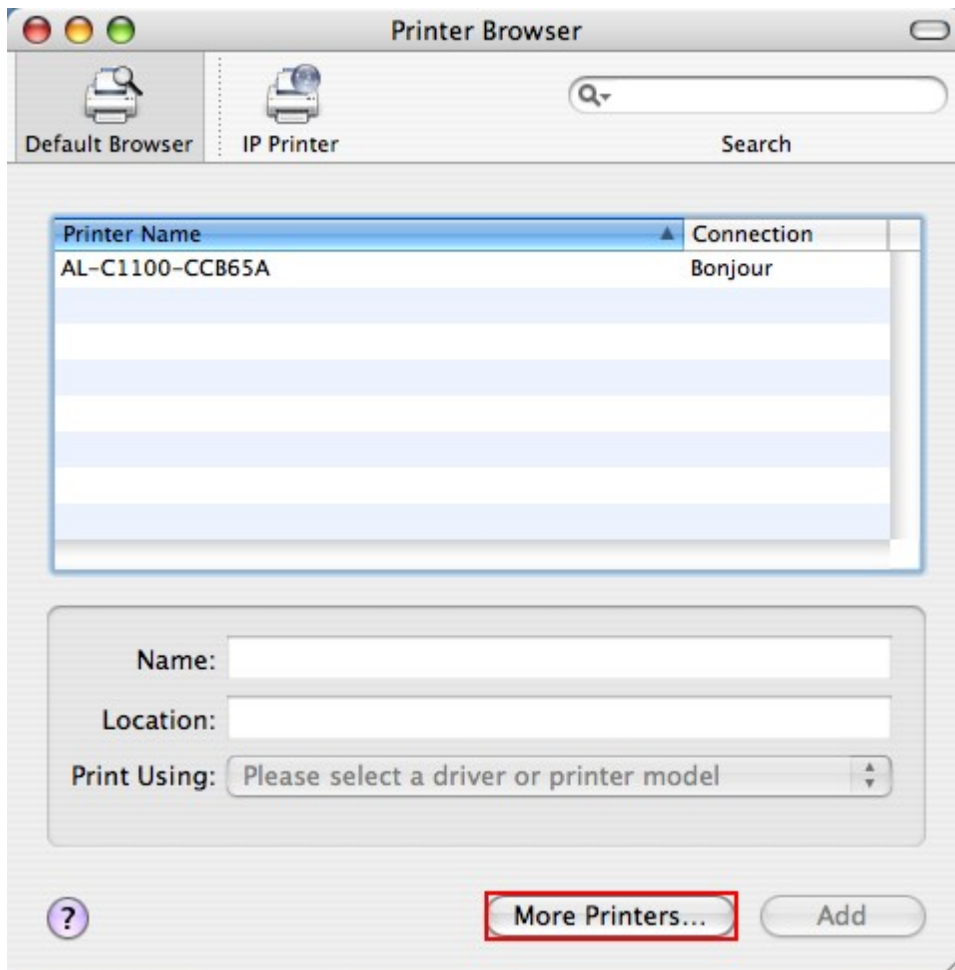 Printer Browser
Default Browser
IP Printer
Search
Printer Name
Connection
AL-C1100-CCB65A
Bonjour
Name:
Location:
Print Using:
Please select a driver or printer model
?
More Printers...
Add